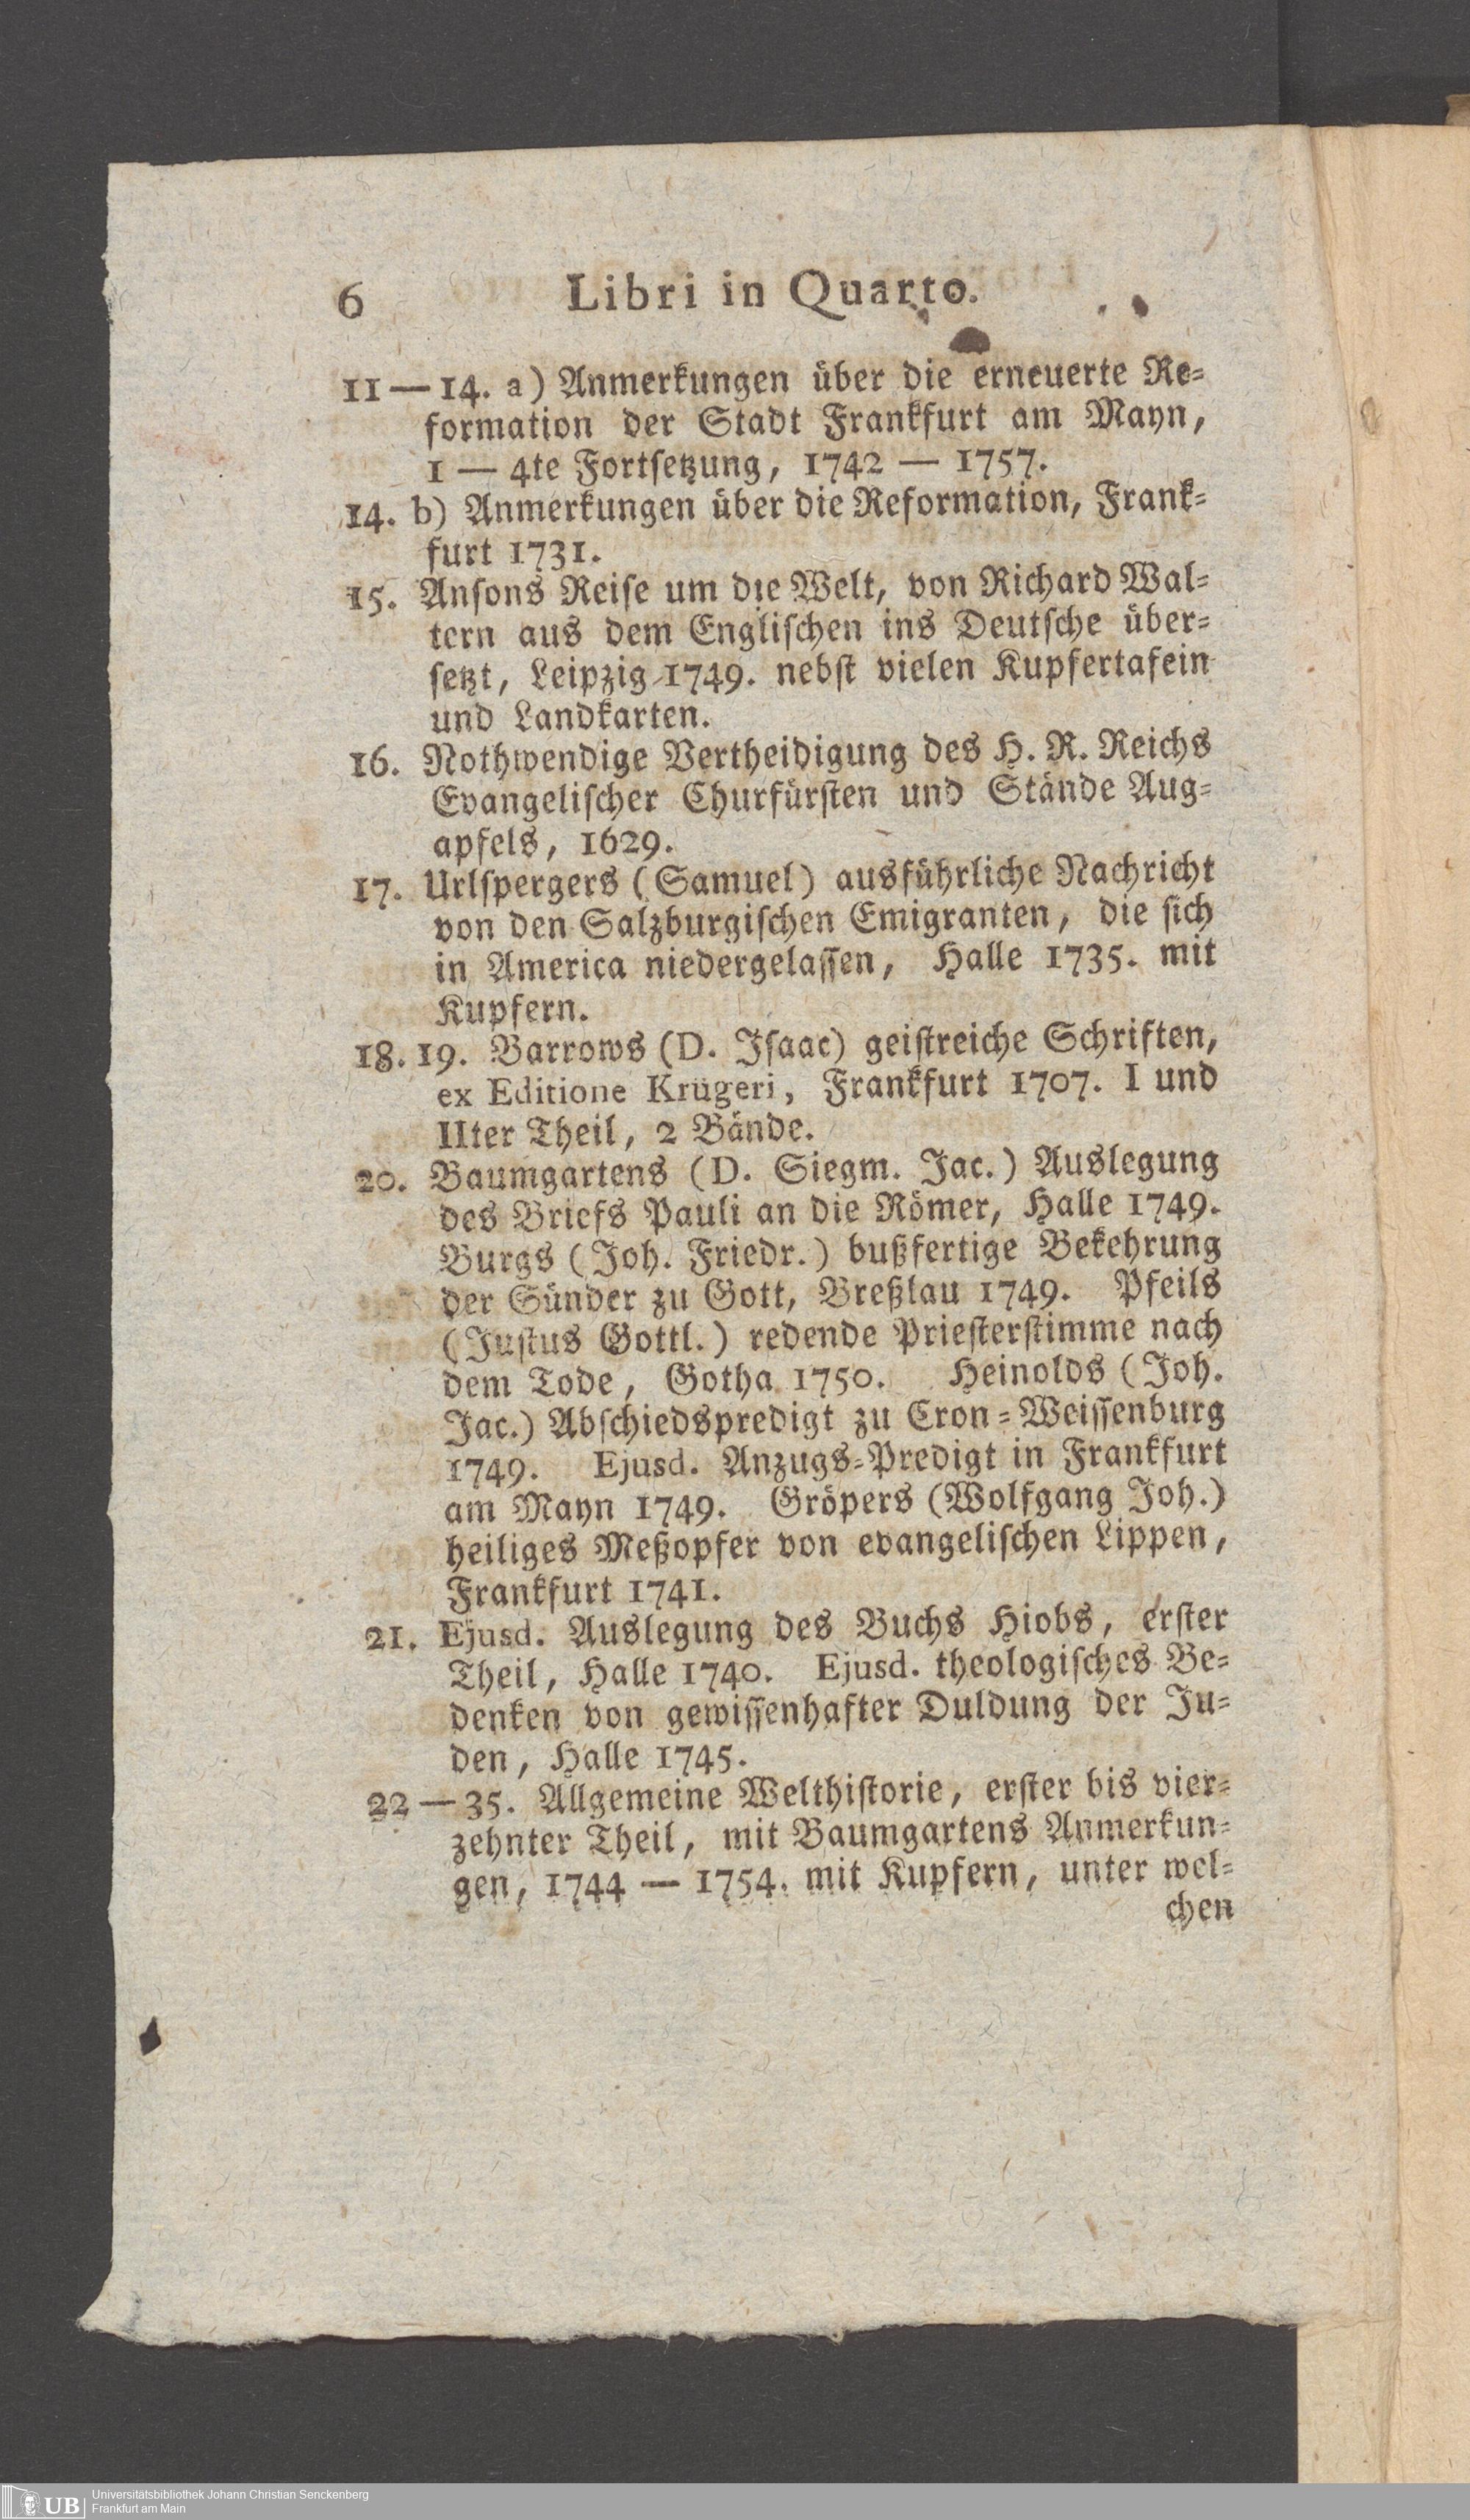 6 Libri in Quarto.
11 — 14. a) Anmerkungen über die erneuerte Re=
formation der Stadt Frankfurt am Mayn,
1 — 4te Fortsetzung, 1742 — 1757.
14. b) Anmerkungen über die Reformation, Frank=
furt 1731.
15. Ansons Reise um die Welt, von Richard Wal=
tern aus dem Englischen ins Deutsche über=
setzt, Leipzig 1749. nebst vielen Kupfertafein
und Landkarten.
16. Nothwendige Vertheidigung des H. R. Reichs
Evangelischer Churfürsten und Stände Aug=
apfels, 1629.
17. Urlspergers (Samuel) ausführliche Nachricht
von den Salzburgischen Emigranten, die sich
in America niedergelassen, Halle 1735. mit
Kupfern.
18. 19. Barrows (D. Isaac) geistreiche Schriften,
ex Editione Krügeri, Frankfurt 1707. I und
IIter Theil, 2 Bände.
20. Baumgartens (D. Siegm. Jac.) Auslegung
des Briefs Pauli an die Römer, Halle 1749.
Burgs (Joh. Friedr.) bußfertige Bekehrung
der Sünder zu Gott, Breßlau 1749. Pfeils
(Justus Gottl.) redende Priesterstimme nach
dem Tode, Gotha 1750. Heinolds (Joh.
Jac.) Abschiedspredigt zu Cron=Weissenburg
1749. Ejusd. Anzugs=Predigt in Frankfurt
am Mayn 1749. Gröpers (Wolfgang Joh.)
heiliges Meßopfer von evangelischen Lippen,
Frankfurt 1741.
21. Ejusd. Auslegung des Buchs Hiobs, erster
Theil, Halle 1740. Ejusd. theologisches Be=
denken von gewissenhafter Duldung der Ju=
den, Halle 1745.
22 — 35. Allgemeine Welthistorie, erster bis vier=
zehnter Theil, mit Baumgartens Anmerkun=
gen, 1744 — 1754. mit Kupfern, unter wel=
chen
UB Universitätsbibliothek Johann Christian Senckenberg
Frankfurt am Main